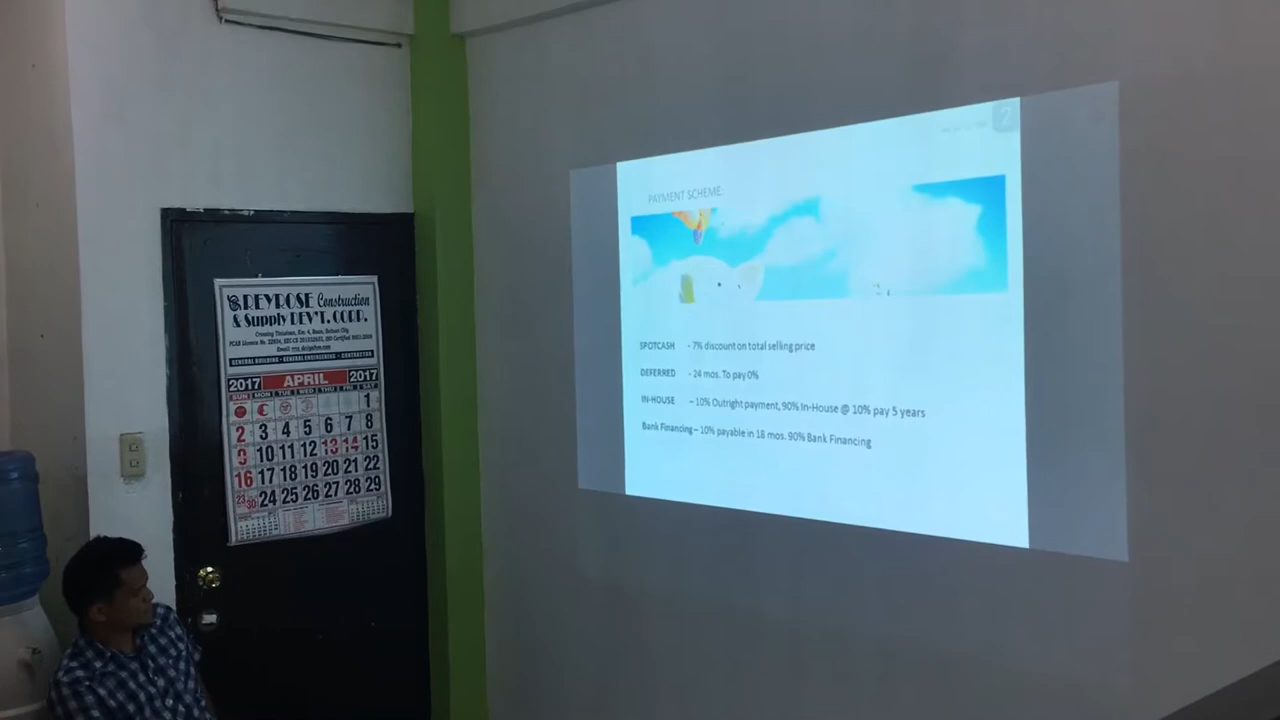 REYROSE Construction
& Supply DEV'T. CORP.
GENERAL BUILDING • GENERAL ENGINEERING • CONTRACTOR
2017 APRIL 2017
SUN MON TUE WED THU FRI SAT
1
2 3 4 5 6 7 8
9 10 11 12 13 14 15
16 17 18 19 20 21 22
23 30 24 25 26 27 28 29
7
PAYMENT SCHEME:
SPOTCASH - 7% discount on total selling price
DEFERRED - 24 mos. To pay 0%
IN-HOUSE – 10% Outright payment, 90% In-House @ 10% pay 5 years
Bank Financing – 10% payable in 18 mos. 90% Bank Financing